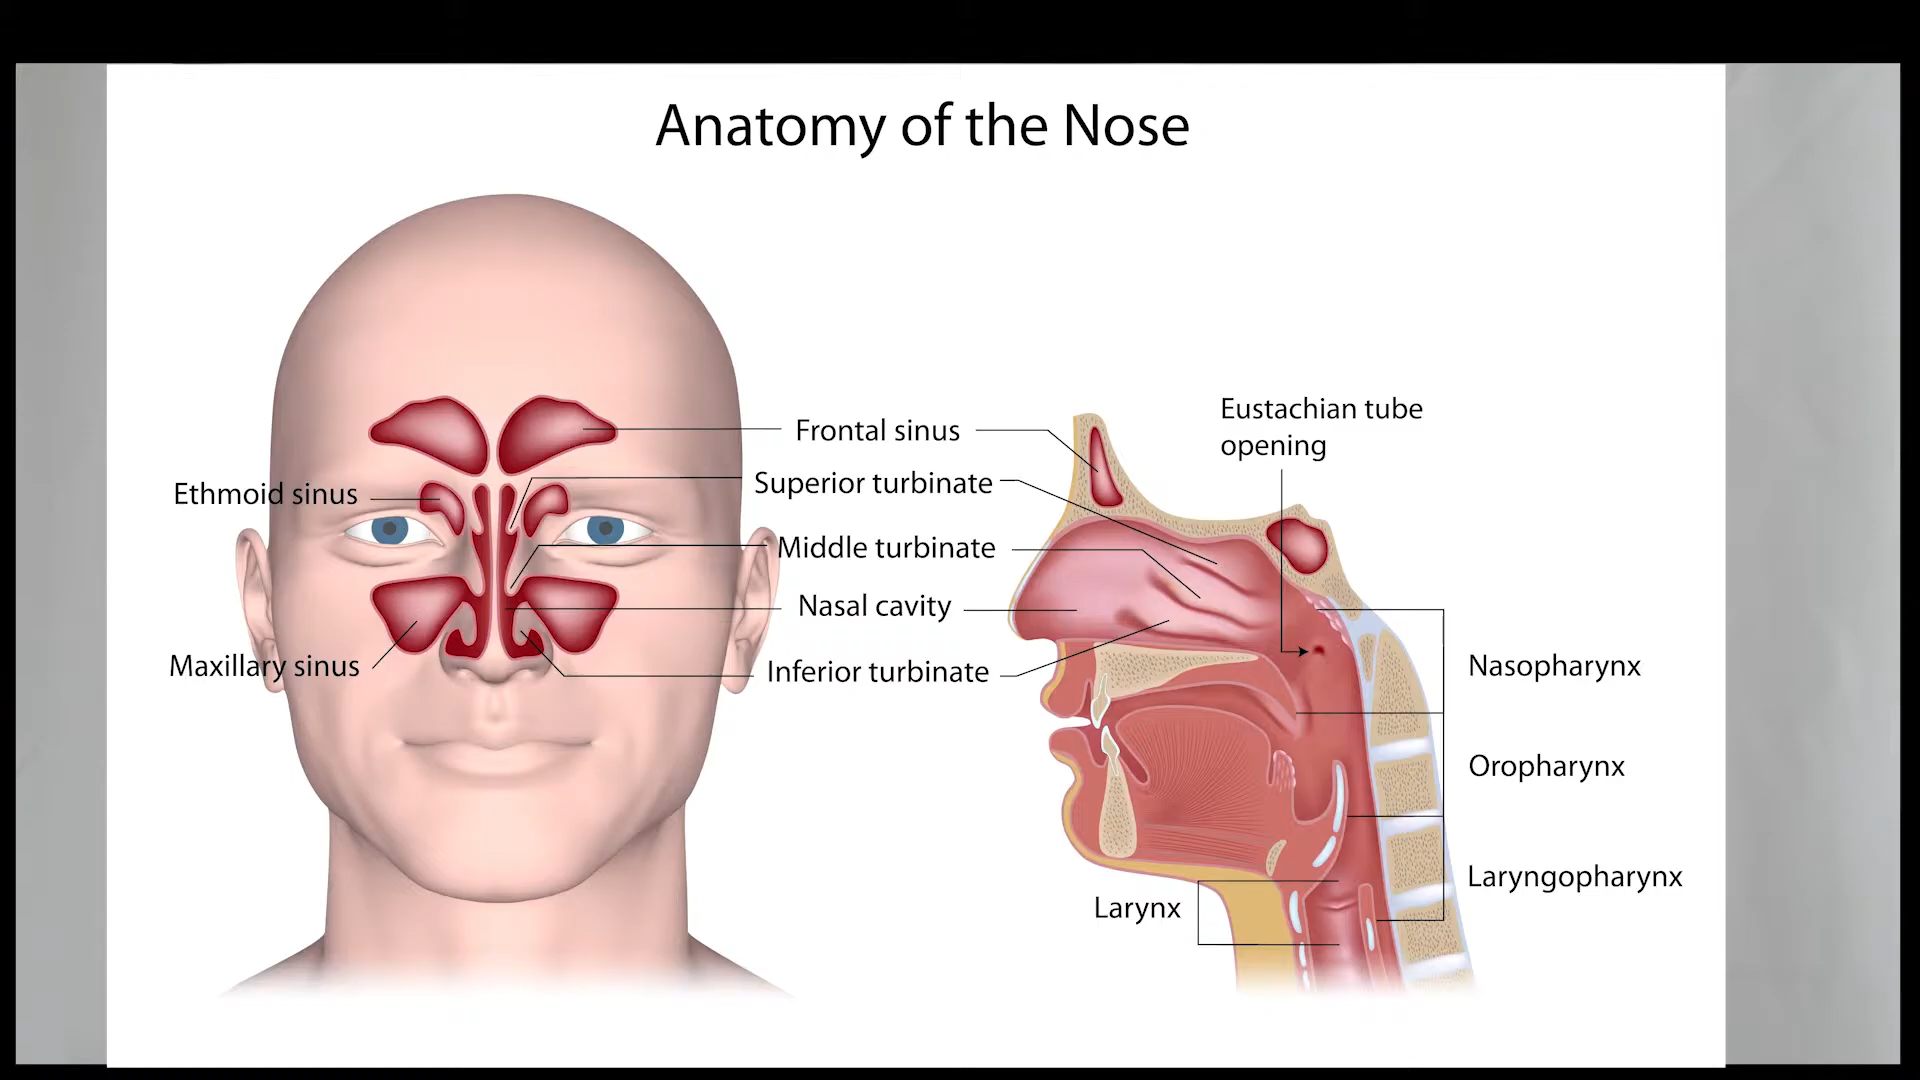 Anatomy of the Nose
Ethmoid sinus
Maxillary sinus
Frontal sinus
Superior turbinate
Middle turbinate
Nasal cavity
Inferior turbinate
Eustachian tube
opening
Nasopharynx
Oropharynx
Laryngopharynx
Larynx